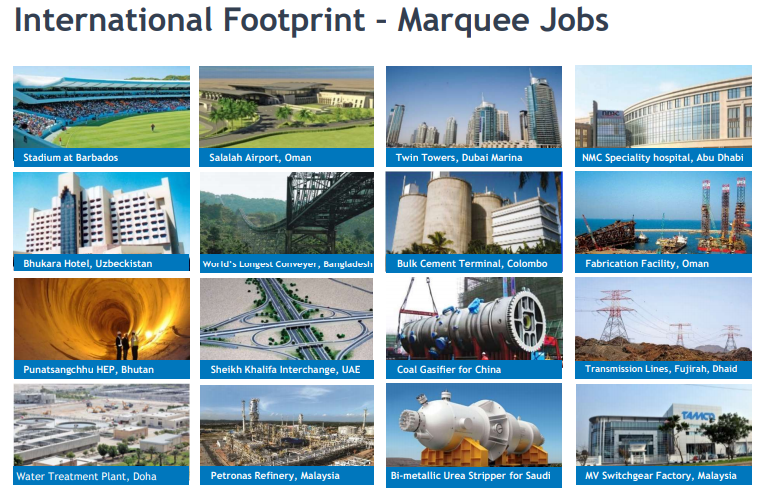 International Footprint – Marquee Jobs
Stadium at Barbados
Salalah Airport, Oman
Twin Towers, Dubai Marina
nmc
NMC Speciality hospital, Abu Dhabi
Bhukara Hotel, Uzbeckistan
World's Longest Conveyer, Bangladesh
Bulk Cement Terminal, Colombo
Fabrication Facility, Oman
Punatsangchhu HEP, Bhutan
Sheikh Khalifa Interchange, UAE
Coal Gasifier for China
Transmission Lines, Fujirah, Dhaid
Water Treatment Plant, Doha
Petronas Refinery, Malaysia
Bi-metallic Urea Stripper for Saudi
TAMCO
MV Switchgear Factory, Malaysia